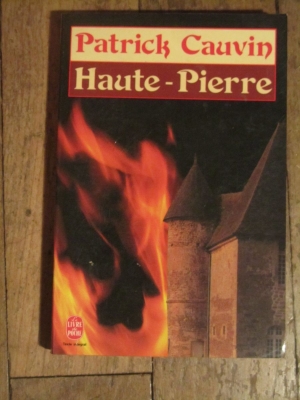 Patrick Cauvin
Haute-Pierre
LE LIVRE
DE POCHE